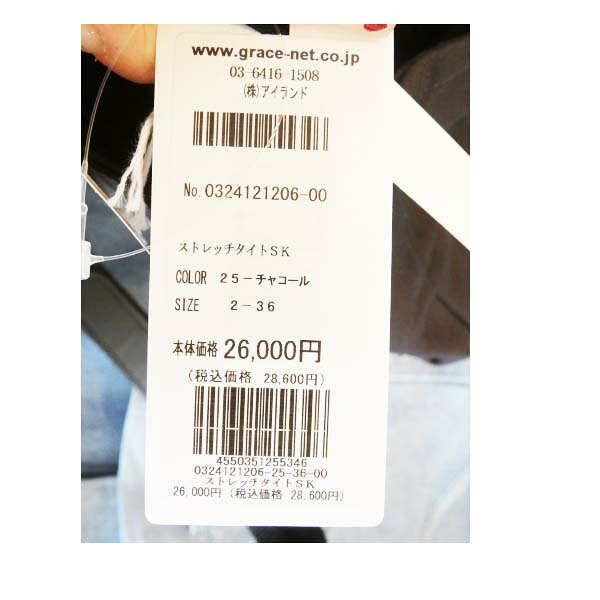 www.grace-net.co.jp
03-6416-1508
(株)アイランド
No.0324121206-00
ストレッチタイトSK
COLOR 25-チャコール
SIZE 2-36
本体価格 26,000円
(税込価格 28,600円)
4550351255346
0324121206-25-36-00
ストレッチタイトSK
26,000円 (税込価格 28,600円)